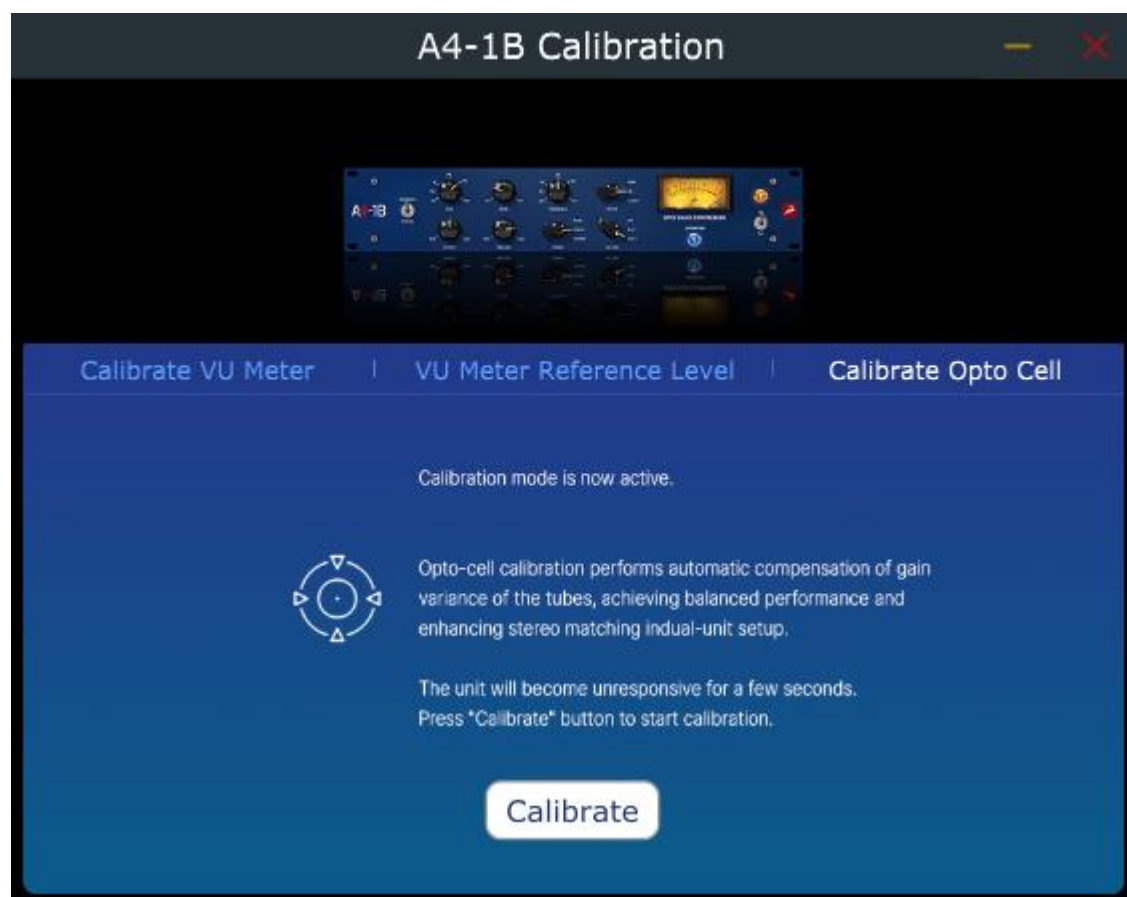 A4-1B Calibration
A4-1B
Calibrate VU Meter
VU Meter Reference Level
Calibrate Opto Cell
Calibration mode is now active.
Opto-cell calibration performs automatic compensation of gain
variance of the tubes, achieving balanced performance and
enhancing stereo matching indual-unit setup.
The unit will become unresponsive for a few seconds.
Press "Calibrate" button to start calibration.
Calibrate